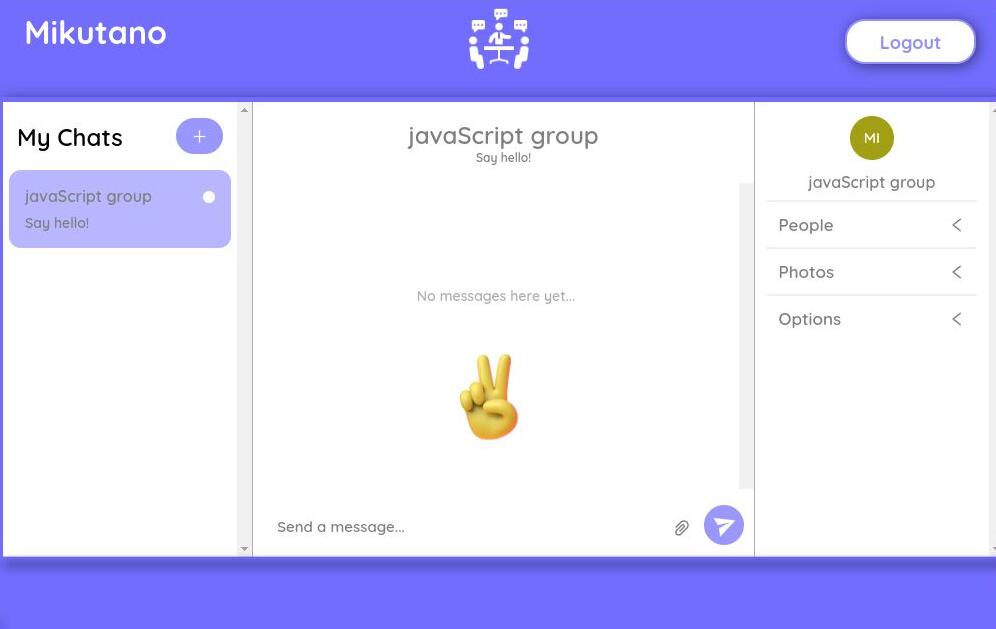 Mikutano
Logout
My Chats
+
javaScript group
Say hello!
javaScript group
Say hello!
No messages here yet...
Send a message...
MI
javaScript group
People
Photos
Options